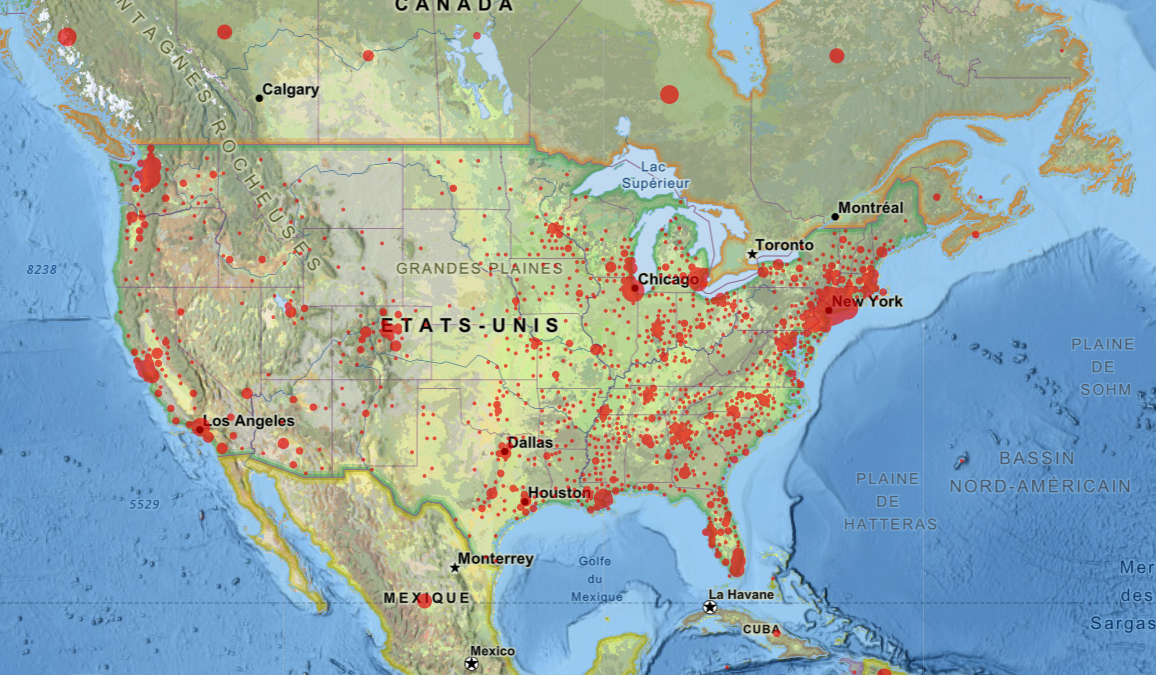 CANADA
MONTAGNES ROCHEUSES
Calgary
Lac
Supérieur
Montréal
Toronto
8238
GRANDES PLAINES
Chicago
New York
ETATS-UNIS
PLAINE
DE
SOHM
Los Angeles
Dallas
BASSIN
NORD-AMÉRICAIN
PLAINE
DE
HATTERAS
Houston
5529
Monterrey
Golfe
du
Mexique
Mer
des
Sargas
MEXIQUE
La Havane
CUBA
Mexico